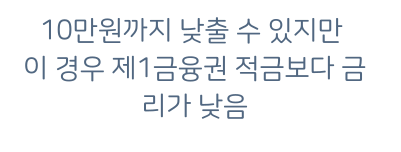 10만원까지 낮출 수 있지만
이 경우 제1금융권 적금보다 금
리가 낮음